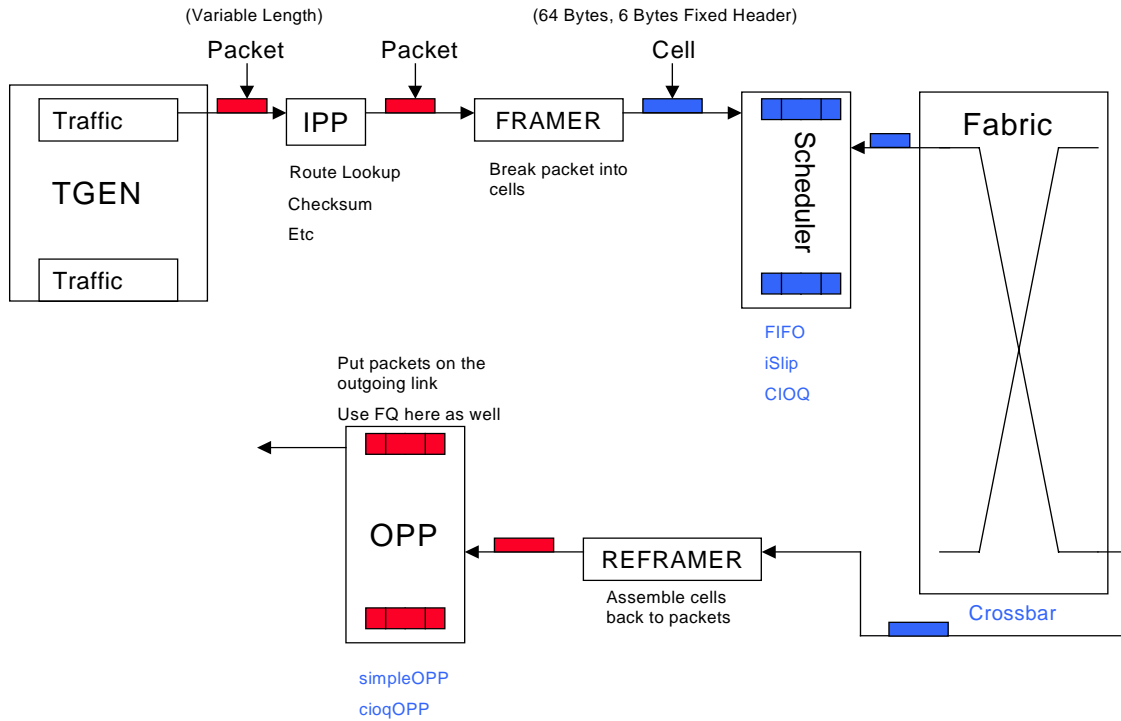 (Variable Length)
(64 Bytes, 6 Bytes Fixed Header)
Packet
Packet
Cell
Traffic
IPP
FRAMER
Scheduler
Fabric
TGEN
Route Lookup
Checksum
Etc
Break packet into
cells
Traffic
FIFO
iSlip
CIOQ
Put packets on the
outgoing link
Use FQ here as well
OPP
REFRAMER
Assemble cells
back to packets
Crossbar
simpleOPP
cioqOPP